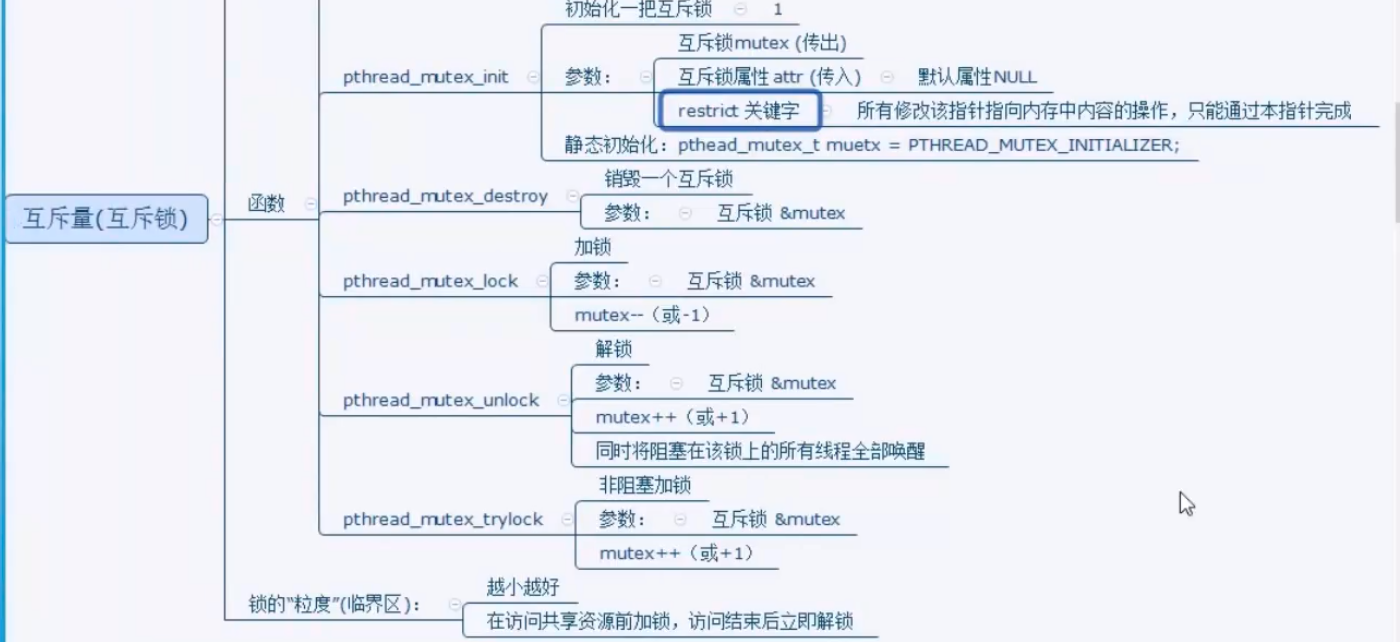 初始化一把互斥锁 1
互斥锁mutex (传出)
pthread_mutex_init 参数： 互斥锁属性 attr (传入) 默认属性NULL
restrict 关键字 所有修改该指针指向内存中内容的操作，只能通过本指针完成
静态初始化：pthead_mutex_t muetx = PTHREAD_MUTEX_INITIALIZER;
销毁一个互斥锁
pthread_mutex_destroy
互斥量(互斥锁) 函数 参数： 互斥锁 &mutex
加锁
pthread_mutex_lock 参数： 互斥锁 &mutex
mutex--（或-1）
解锁
参数： 互斥锁 &mutex
pthread_mutex_unlock
mutex++（或+1）
同时将阻塞在该锁上的所有线程全部唤醒
非阻塞加锁
pthread_mutex_trylock 参数： 互斥锁 &mutex
mutex++（或+1）
越小越好
锁的“粒度”(临界区)：
在访问共享资源前加锁，访问结束后立即解锁